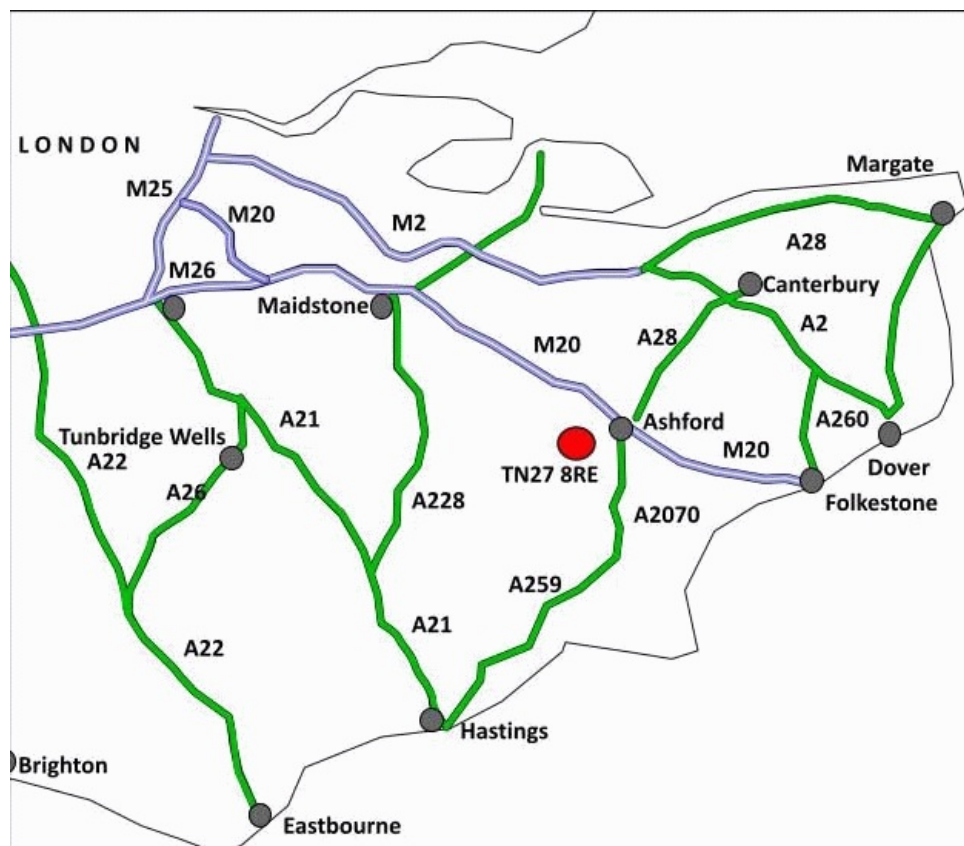 LONDON
Margate
M25
M20
M2
A28
M26
Maidstone
Canterbury
A2
A28
M20
A21
Ashford
A260
Tunbridge Wells
A22
M20
Dover
TN27 8RE
A26
A228
Folkestone
A2070
A259
A22
A21
Hastings
Brighton
Eastbourne